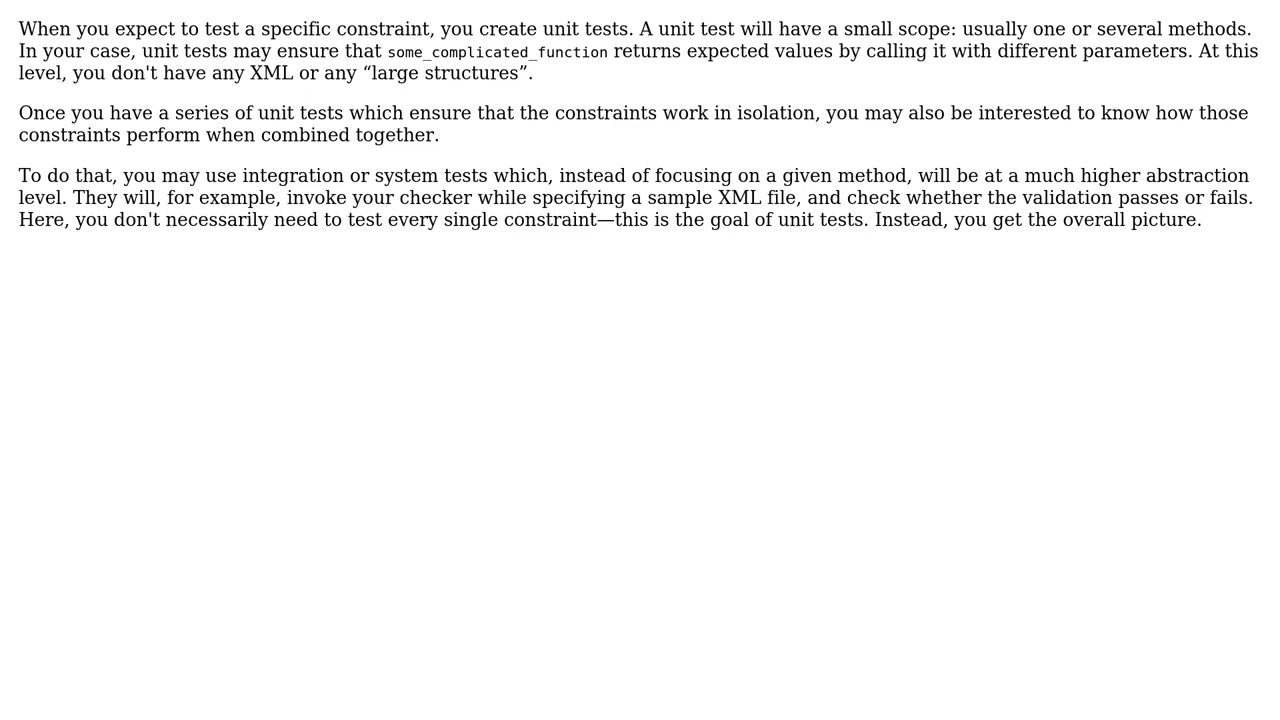 When you expect to test a specific constraint, you create unit tests. A unit test will have a small scope: usually one or several methods.
In your case, unit tests may ensure that some_complicated_function returns expected values by calling it with different parameters. At this
level, you don't have any XML or any “large structures”.
Once you have a series of unit tests which ensure that the constraints work in isolation, you may also be interested to know how those
constraints perform when combined together.
To do that, you may use integration or system tests which, instead of focusing on a given method, will be at a much higher abstraction
level. They will, for example, invoke your checker while specifying a sample XML file, and check whether the validation passes or fails.
Here, you don't necessarily need to test every single constraint—this is the goal of unit tests. Instead, you get the overall picture.